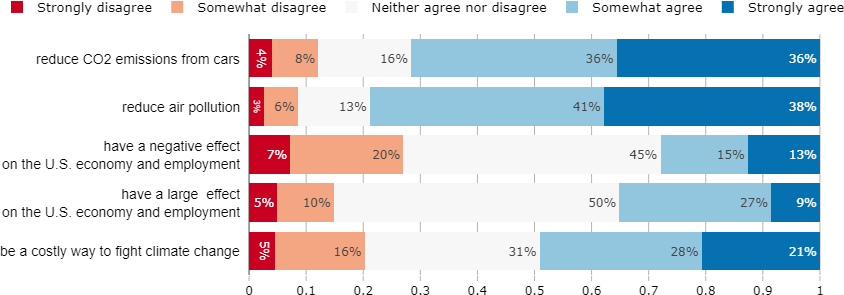 Strongly disagree Somewhat disagree Neither agree nor disagree Somewhat agree Strongly agree
reduce CO2 emissions from cars 4% 8% 16% 36% 36%
reduce air pollution 3% 6% 13% 41% 38%
have a negative effect
on the U.S. economy and employment 7% 20% 45% 15% 13%
have a large effect
on the U.S. economy and employment 5% 10% 50% 27% 9%
be a costly way to fight climate change 5% 16% 31% 28% 21%
0 0.1 0.2 0.3 0.4 0.5 0.6 0.7 0.8 0.9 1